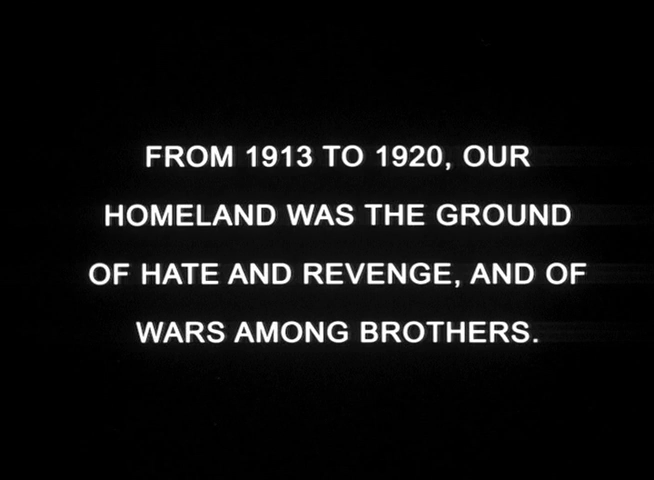 FROM 1913 TO 1920, OUR
HOMELAND WAS THE GROUND
OF HATE AND REVENGE, AND OF
WARS AMONG BROTHERS.